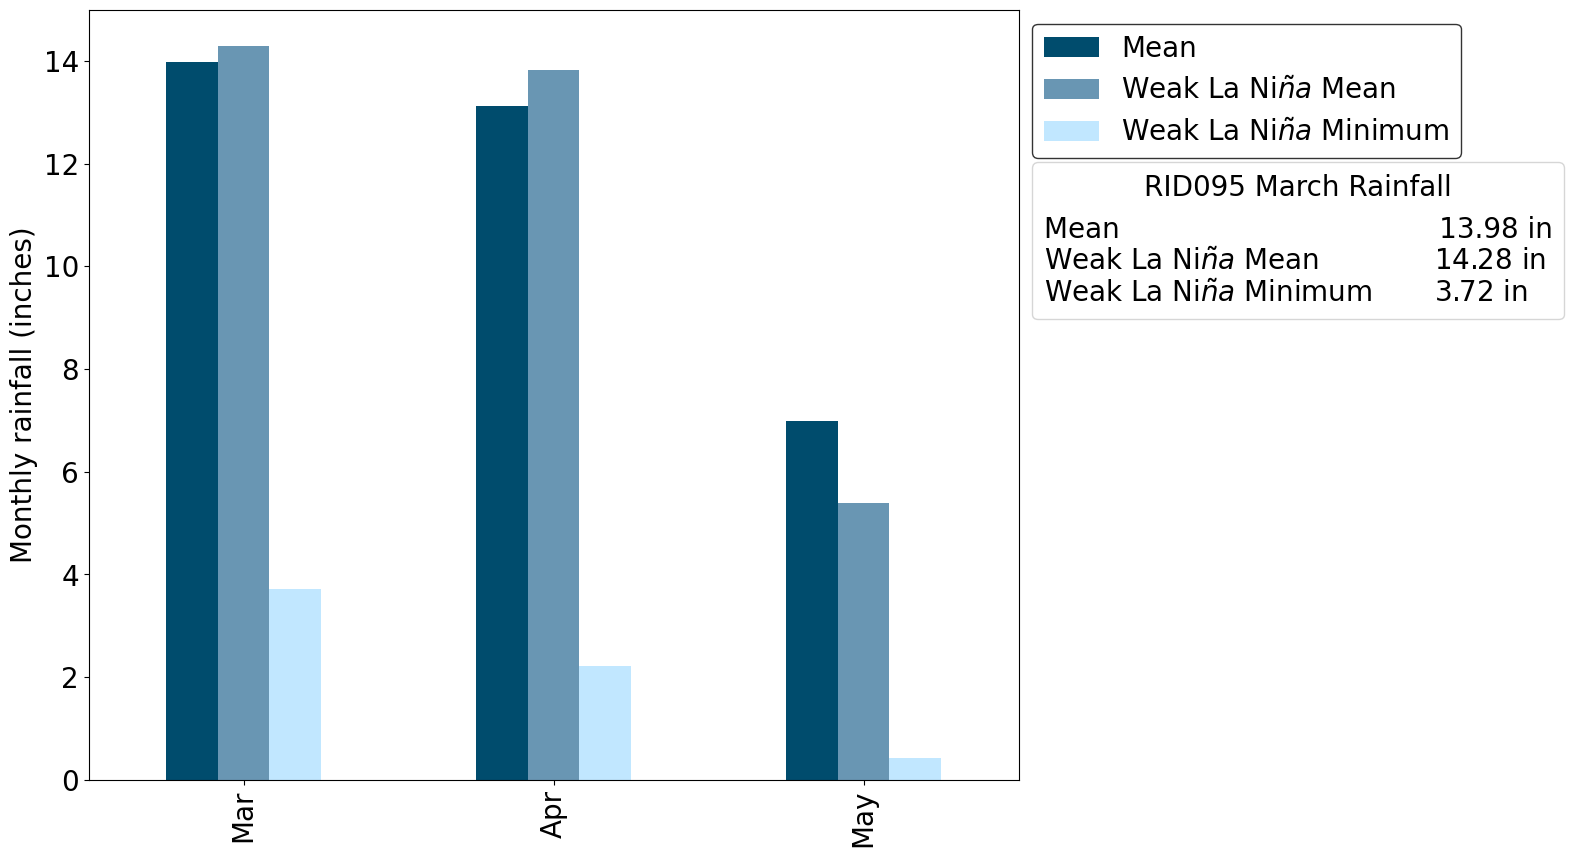 Monthly rainfall (inches)
14
12
10
8
6
4
2
0
Mar
Apr
May
Mean
Weak La Niña Mean
Weak La Niña Minimum
RID095 March Rainfall
Mean 13.98 in
Weak La Niña Mean 14.28 in
Weak La Niña Minimum 3.72 in